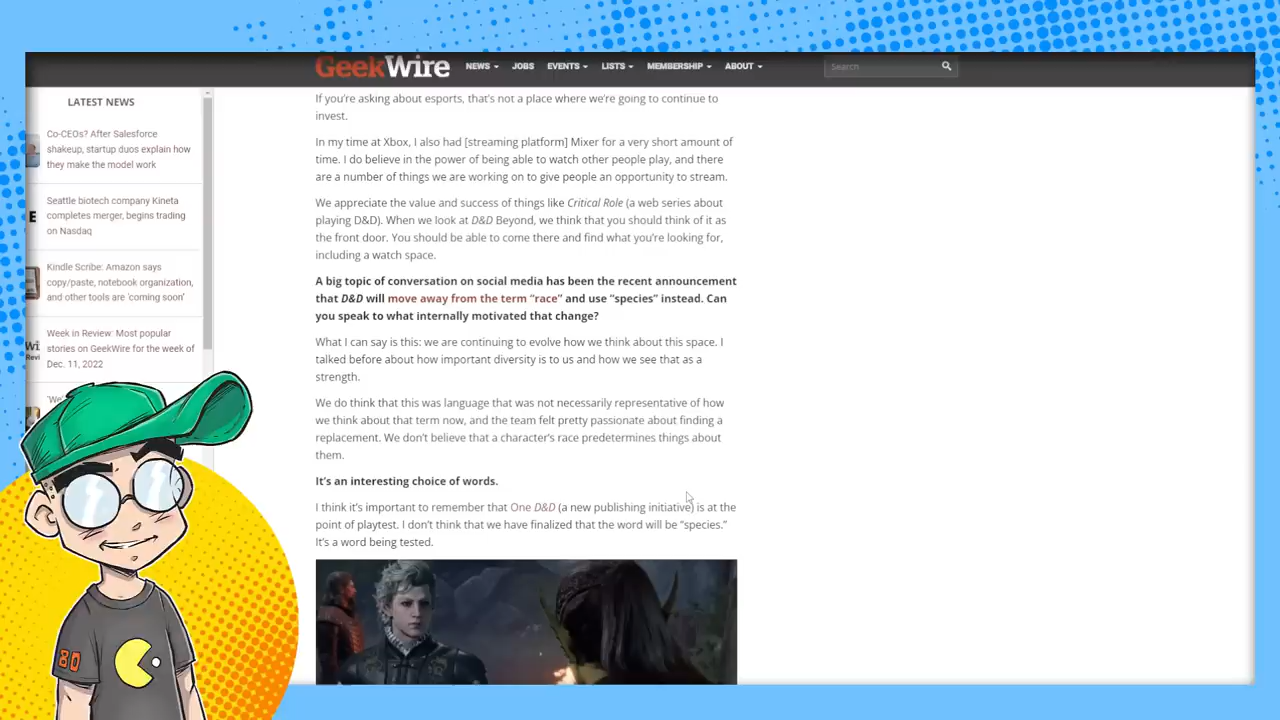 GeekWire
NEWS
JOBS
EVENTS
LISTS
MEMBERSHIP
ABOUT
Search
LATEST NEWS
Co-CEOs? After Salesforce
shakeup, startup duos explain how
they make the model work
Seattle biotech company Kineta
completes merger, begins trading
on Nasdaq
Kindle Scribe: Amazon says
copy/paste, notebook organization,
and other tools are 'coming soon'
Week in Review: Most popular
stories on GeekWire for the week of
Dec. 11, 2022
If you're asking about esports, that's not a place where we're going to continue to
invest.
In my time at Xbox, I also had [streaming platform] Mixer for a very short amount of
time. I do believe in the power of being able to watch other people play, and there
are a number of things we are working on to give people an opportunity to stream.
We appreciate the value and success of things like Critical Role (a web series about
playing D&D). When we look at D&D Beyond, we think that you should think of it as
the front door. You should be able to come there and find what you're looking for,
including a watch space.
A big topic of conversation on social media has been the recent announcement
that D&D will move away from the term “race” and use “species” instead. Can
you speak to what internally motivated that change?
What I can say is this: we are continuing to evolve how we think about this space. I
talked before about how important diversity is to us and how we see that as a
strength.
We do think that this was language that was not necessarily representative of how
we think about that term now, and the team felt pretty passionate about finding a
replacement. We don't believe that a character's race predetermines things about
them.
It's an interesting choice of words.
I think it's important to remember that One D&D (a new publishing initiative) is at the
point of playtest. I don't think that we have finalized that the word will be “species.”
It's a word being tested.
80